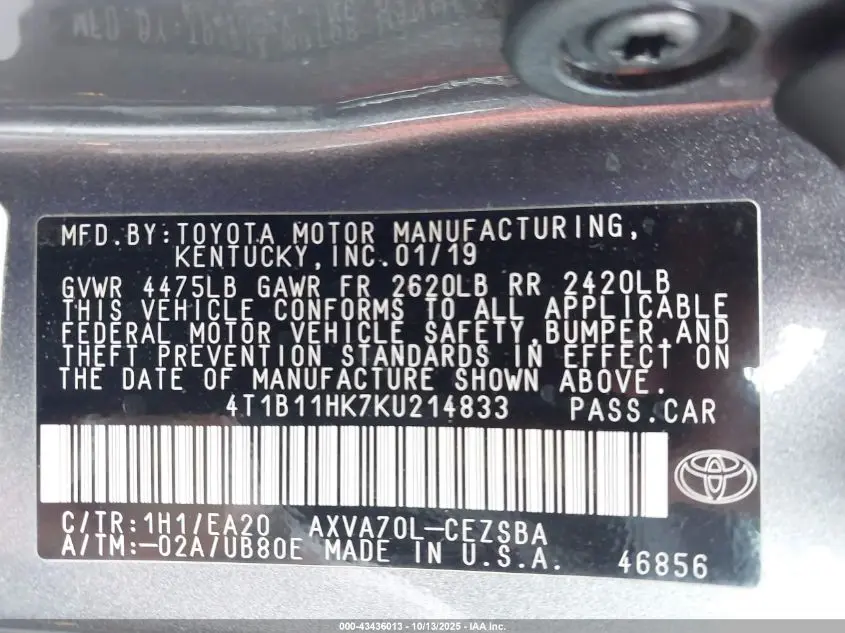 MFD.BY:TOYOTA MOTOR MANUFACTURING,
KENTUCKY,INC.01/19
GVWR 4475LB GAWR FR 2620LB RR 2420LB
THIS VEHICLE CONFORMS TO ALL APPLICABLE
FEDERAL MOTOR VEHICLE SAFETY,BUMPER,AND
THEFT PREVENTION STANDARDS IN EFFECT ON
THE DATE OF MANUFACTURE SHOWN ABOVE.
4T1B11HK7KU214833 PASS.CAR
C/TR:1H1/EA20 AXVA70L-CEZSBA
A/TM:-02A/UB80E MADE IN U.S.A. 46856
000-43436013 - 10/13/2025 - IAA Inc.